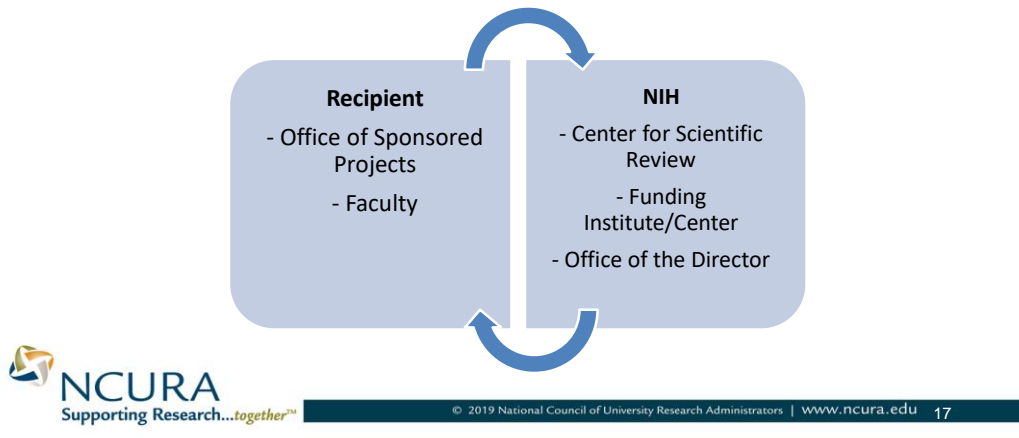 Recipient
- Office of Sponsored
Projects
- Faculty
NIH
- Center for Scientific
Review
- Funding
Institute/Center
- Office of the Director
NCURA
Supporting Research...together™
© 2019 National Council of University Research Administrators | www.ncura.edu 17